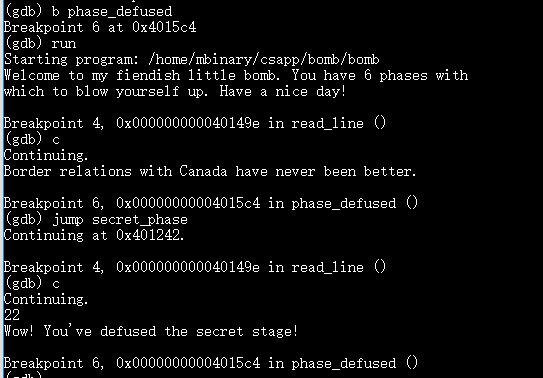 (gdb) b phase_defused
Breakpoint 6 at 0x4015c4
(gdb) run
Starting program: /home/mbinary/csapp/bomb/bomb
Welcome to my fiendish little bomb. You have 6 phases with
which to blow yourself up. Have a nice day!
Breakpoint 4, 0x000000000040149e in read_line ()
(gdb) c
Continuing.
Border relations with Canada have never been better.
Breakpoint 6, 0x00000000004015c4 in phase_defused ()
(gdb) jump secret_phase
Continuing at 0x401242.
Breakpoint 4, 0x000000000040149e in read_line ()
(gdb) c
Continuing.
22
Wow! You've defused the secret stage!
Breakpoint 6, 0x00000000004015c4 in phase_defused ()